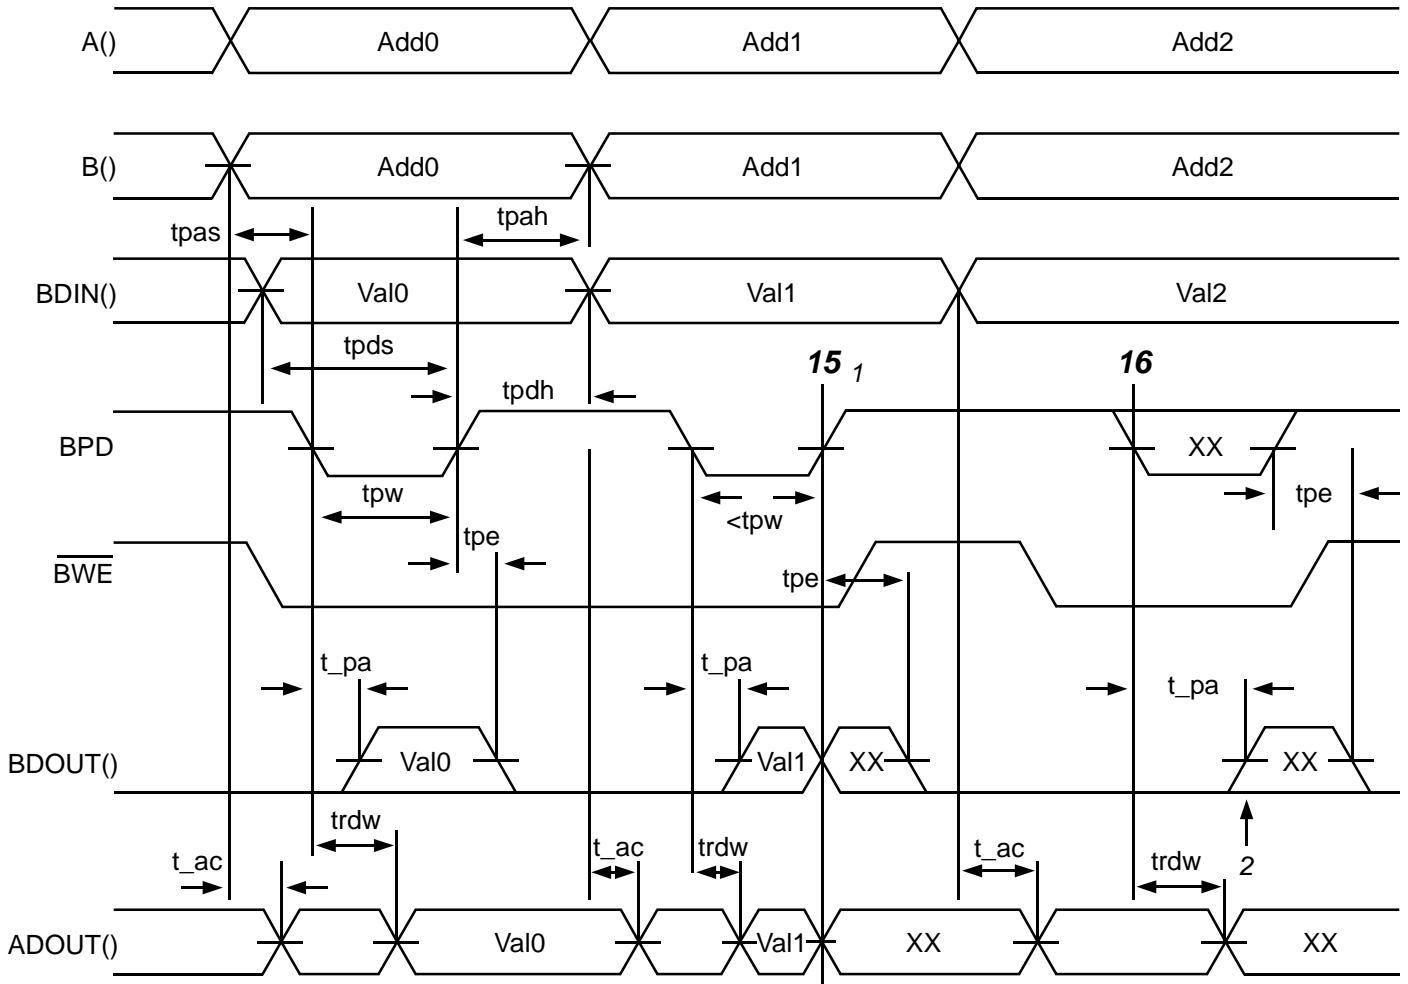 A() Add0 Add1 Add2
B() Add0 Add1 Add2
tpas tpah
BDIN() Val0 Val1 Val2
tpds 15 1 16
tpdh
BPD XX
tpw <tpw tpe
tpe
BWE tpe
t_pa t_pa t_pa
BDOUT() Val0 Val1 XX XX
trdw t_ac trdw t_ac trdw 2
t_ac
ADOUT() Val0 Val1 XX XX